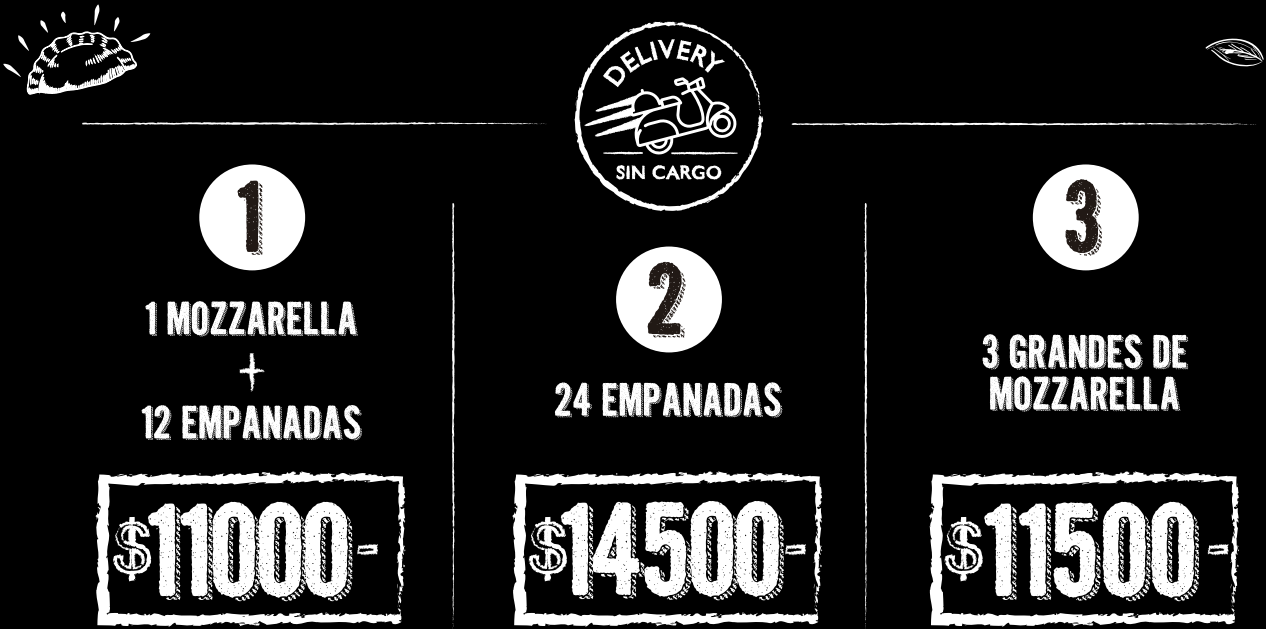 DELIVERY
SIN CARGO
1
1 MOZZARELLA
+
12 EMPANADAS
$11000-
2
24 EMPANADAS
$14500-
3
3 GRANDES DE
MOZZARELLA
$11500-